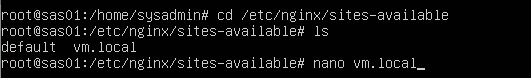 root@sas01:/home/sysadmin# cd /etc/nginx/sites-available
root@sas01:/etc/nginx/sites-available# ls
default  vm.local
root@sas01:/etc/nginx/sites-available# nano vm.local_